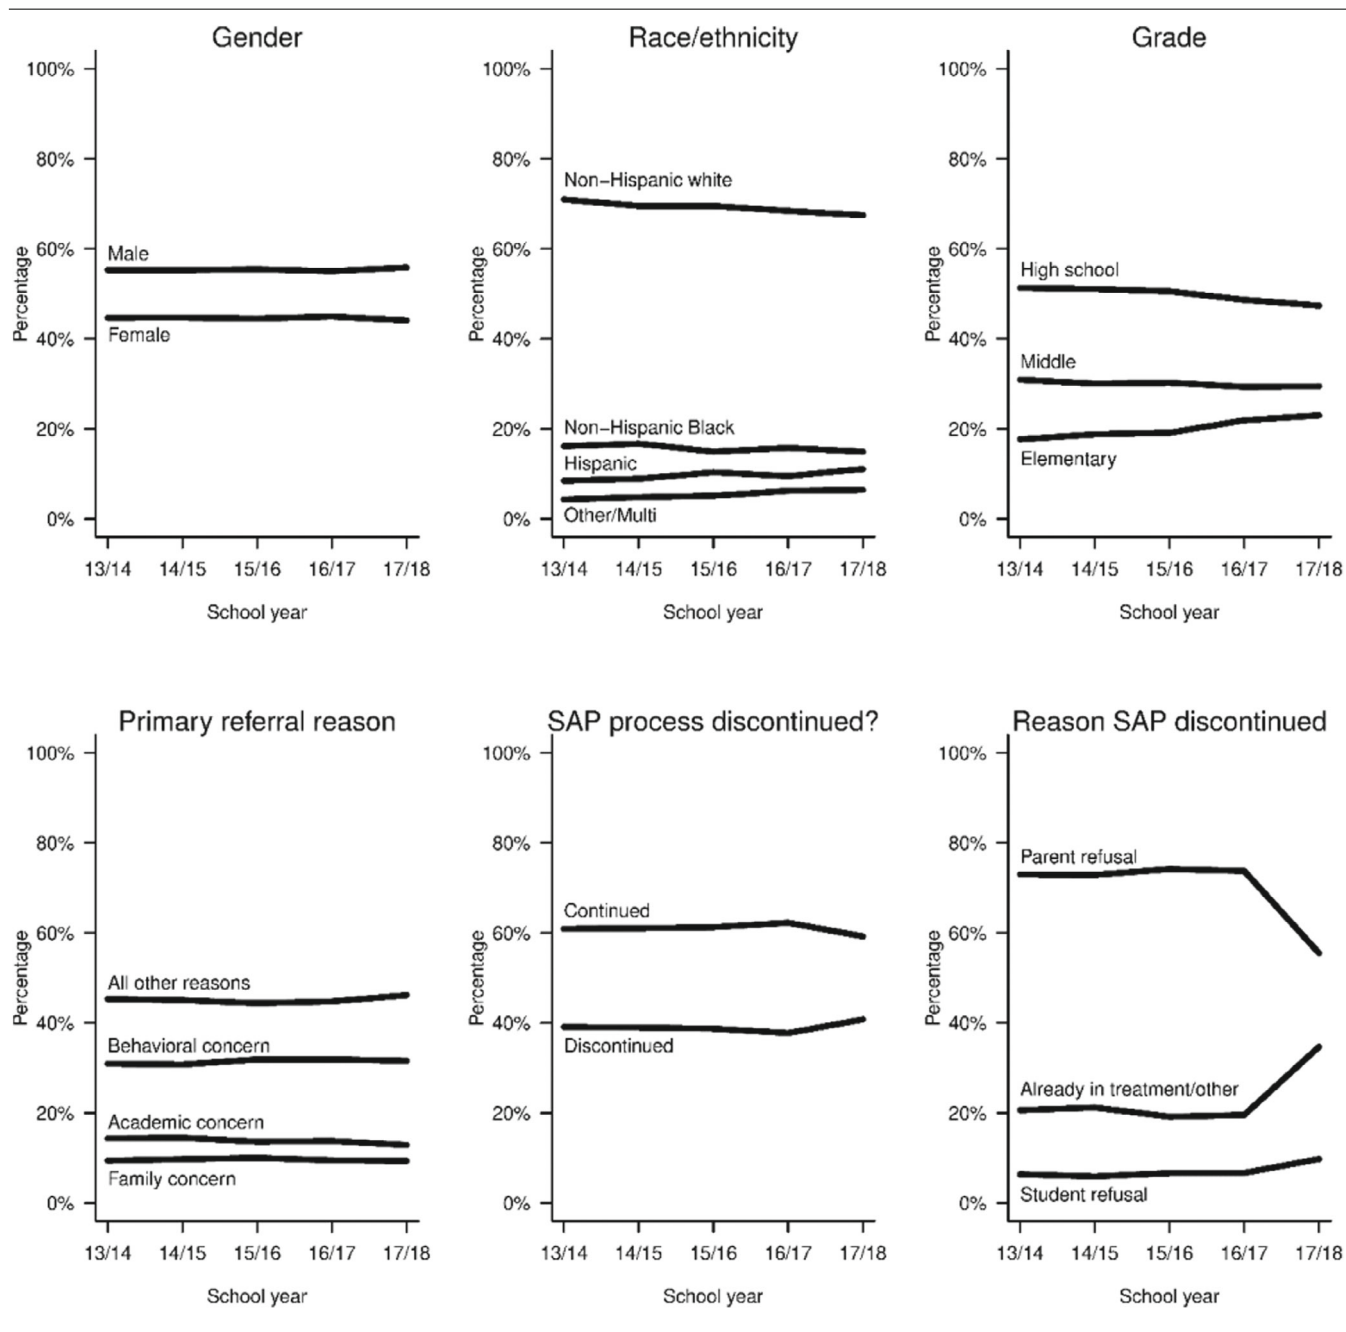 Gender
Percentage
100%
80%
60%
40%
20%
0%
Male
Female
13/14 14/15 15/16 16/17 17/18
School year
Race/ethnicity
Percentage
100%
80%
60%
40%
20%
0%
Non-Hispanic white
Non-Hispanic Black
Hispanic
Other/Multi
13/14 14/15 15/16 16/17 17/18
School year
Grade
Percentage
100%
80%
60%
40%
20%
0%
High school
Middle
Elementary
13/14 14/15 15/16 16/17 17/18
School year
Primary referral reason
Percentage
100%
80%
60%
40%
20%
0%
All other reasons
Behavioral concern
Academic concern
Family concern
13/14 14/15 15/16 16/17 17/18
School year
SAP process discontinued?
Percentage
100%
80%
60%
40%
20%
0%
Continued
Discontinued
13/14 14/15 15/16 16/17 17/18
School year
Reason SAP discontinued
Percentage
100%
80%
60%
40%
20%
0%
Parent refusal
Already in treatment/other
Student refusal
13/14 14/15 15/16 16/17 17/18
School year